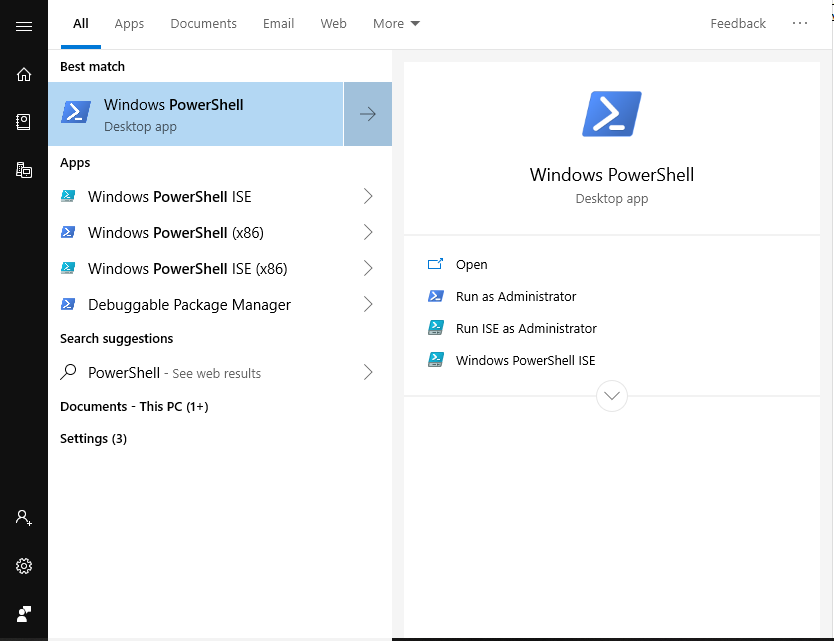 All Apps Documents Email Web More Feedback ...
Best match
Windows PowerShell
Desktop app
Apps
Windows PowerShell ISE
Windows PowerShell (x86)
Windows PowerShell ISE (x86)
Debuggable Package Manager
Search suggestions
PowerShell - See web results
Documents - This PC (1+)
Settings (3)
Windows PowerShell
Desktop app
Open
Run as Administrator
Run ISE as Administrator
Windows PowerShell ISE